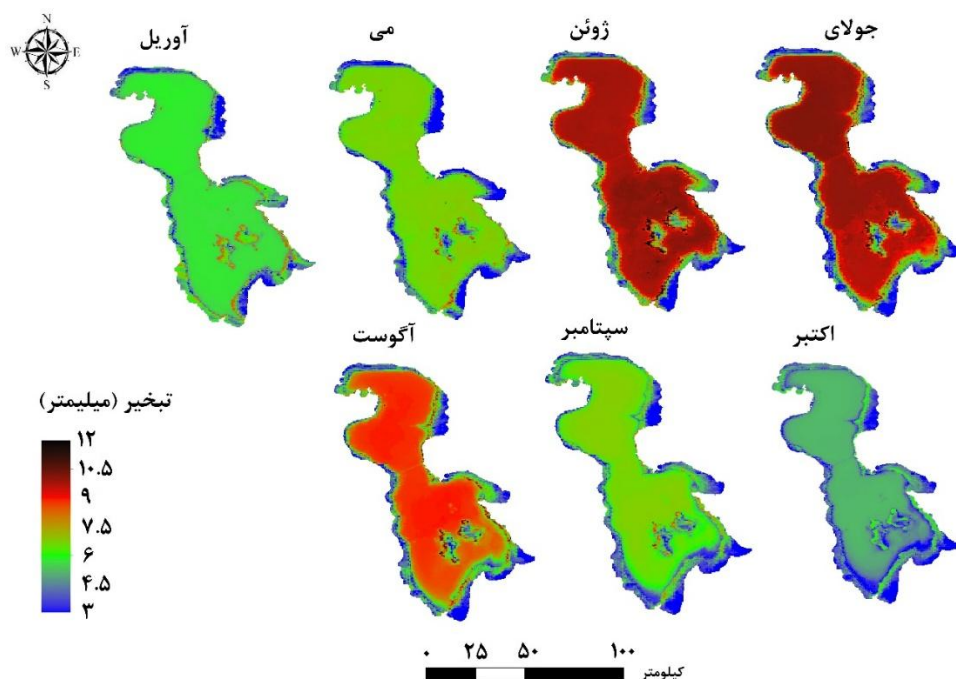 N
W E
S
آوریل
می
ژوئن
جولای
آگوست
سپتامبر
اکتبر
تبخیر (میلیمتر)
۱۲
۱۰.۵
۹
۷.۵
۶
۴.۵
۳
۰ ۲۵ ۵۰ ۱۰۰
کیلومتر